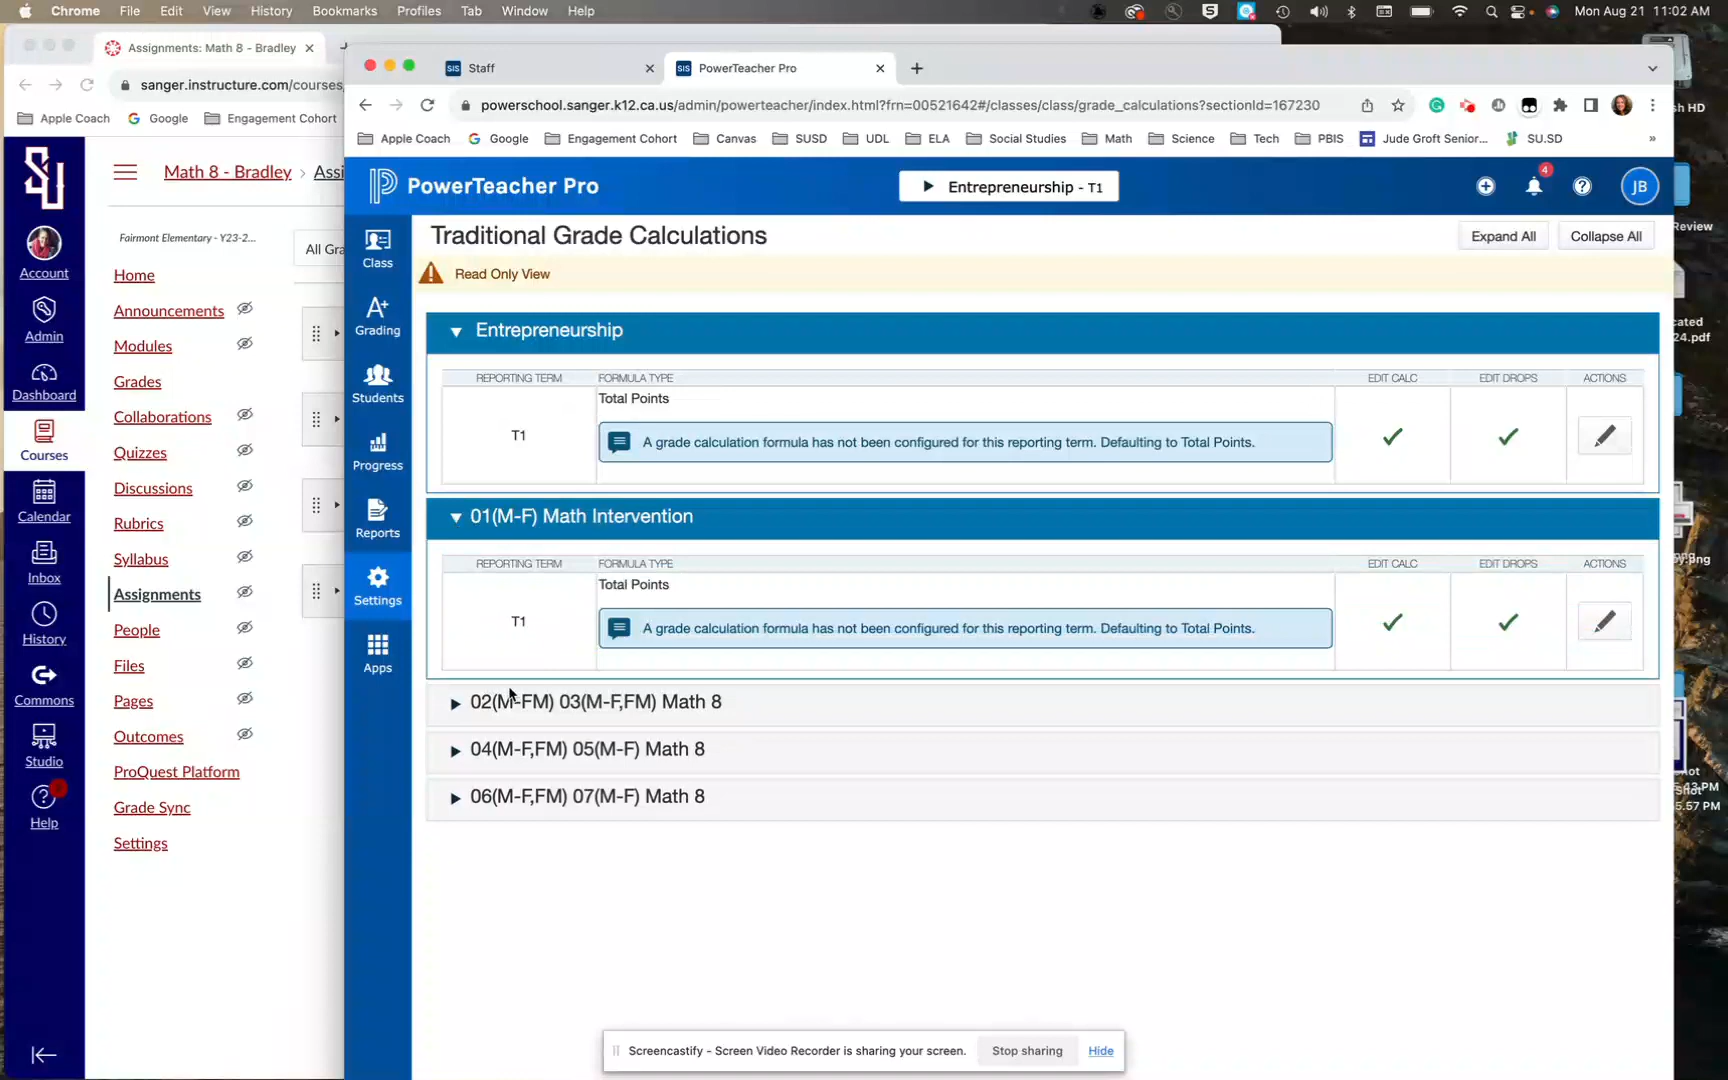 Chrome File Edit View History Bookmarks Profiles Tab Window Help
Mon Aug 21 11:02 AM
Assignments: Math 8 - Bradley
sanger.instructure.com/courses
Apple Coach Google Engagement Cohort
Staff
PowerTeacher Pro
powerschool.sanger.k12.ca.us/admin/powerteacher/index.html?frn=00521642#/classes/class/grade_calculations?sectionId=167230
Apple Coach Google Engagement Cohort Canvas SUSD UDL ELA Social Studies Math Science Tech PBIS Jude Groft Senior... SU.SD »
Account
Admin
Dashboard
Courses
Calendar
Inbox
History
Commons
Studio
Help
Math 8 - Bradley › Assi
Fairmont Elementary - Y23-2...
Home
Announcements
Modules
Grades
Collaborations
Quizzes
Discussions
Rubrics
Syllabus
Assignments
People
Files
Pages
Outcomes
ProQuest Platform
Grade Sync
Settings
All Gra
PowerTeacher Pro
Entrepreneurship - T1
4
JB
Class
Grading
Students
Progress
Reports
Settings
Apps
Traditional Grade Calculations
Expand All
Collapse All
Read Only View
Entrepreneurship
REPORTING TERM FORMULA TYPE EDIT CALC EDIT DROPS ACTIONS
Total Points
T1
A grade calculation formula has not been configured for this reporting term. Defaulting to Total Points.
01(M-F) Math Intervention
REPORTING TERM FORMULA TYPE EDIT CALC EDIT DROPS ACTIONS
Total Points
T1
A grade calculation formula has not been configured for this reporting term. Defaulting to Total Points.
02(M-FM) 03(M-F,FM) Math 8
04(M-F,FM) 05(M-F) Math 8
06(M-F,FM) 07(M-F) Math 8
Screencastify - Screen Video Recorder is sharing your screen.
Stop sharing
Hide
sh HD
Review
cated
24.pdf
5.57 PM